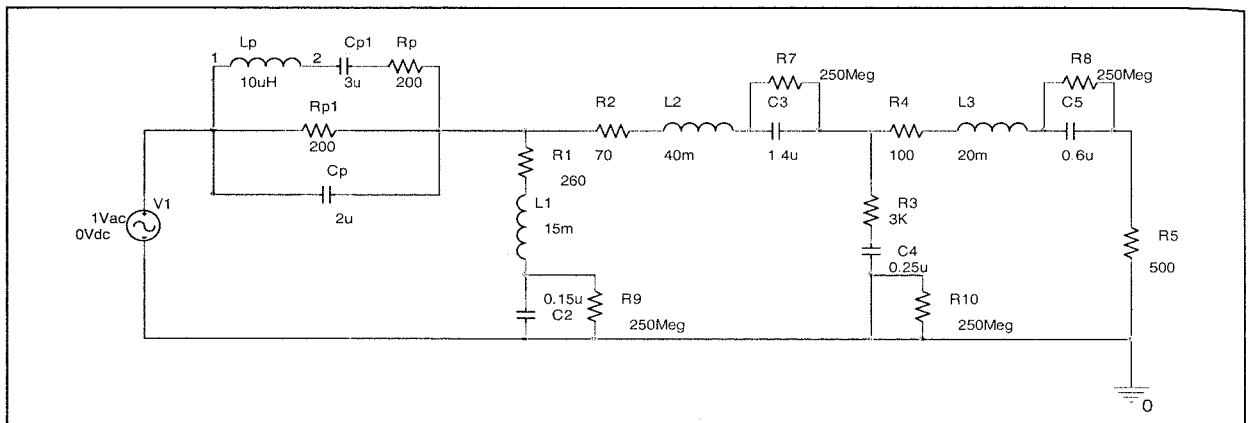 Lp
Cp1
Rp
1
2
10uH
3u
200
Rp1
200
Cp
2u
V1
1Vac
0Vdc
R1
260
L1
15m
0.15u
C2
R9
250Meg
R2
70
L2
40m
R7
250Meg
C3
1.4u
R4
100
L3
20m
R8
250Meg
C5
0.6u
R3
3K
C4
0.25u
R10
250Meg
R5
500
0